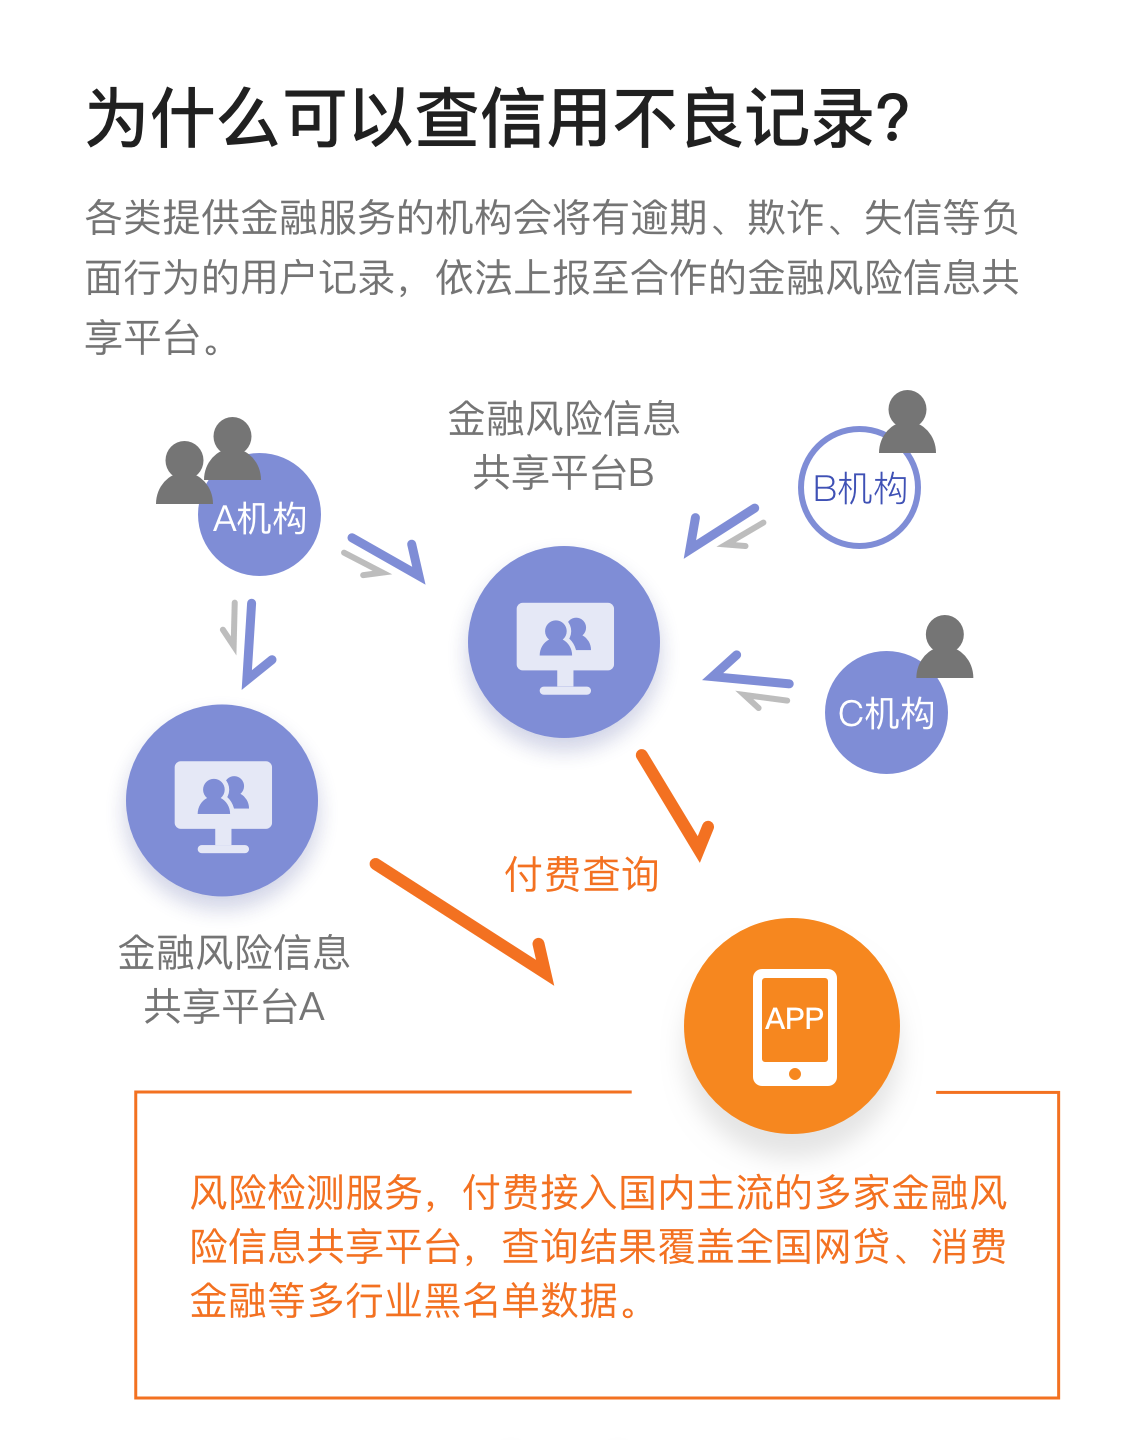 为什么可以查信用不良记录?
各类提供金融服务的机构会将有逾期、欺诈、失信等负
面行为的用户记录，依法上报至合作的金融风险信息共
享平台。
金融风险信息
共享平台B
A机构
B机构
C机构
付费查询
金融风险信息
共享平台A
APP
风险检测服务，付费接入国内主流的多家金融风
险信息共享平台，查询结果覆盖全国网贷、消费
金融等多行业黑名单数据。